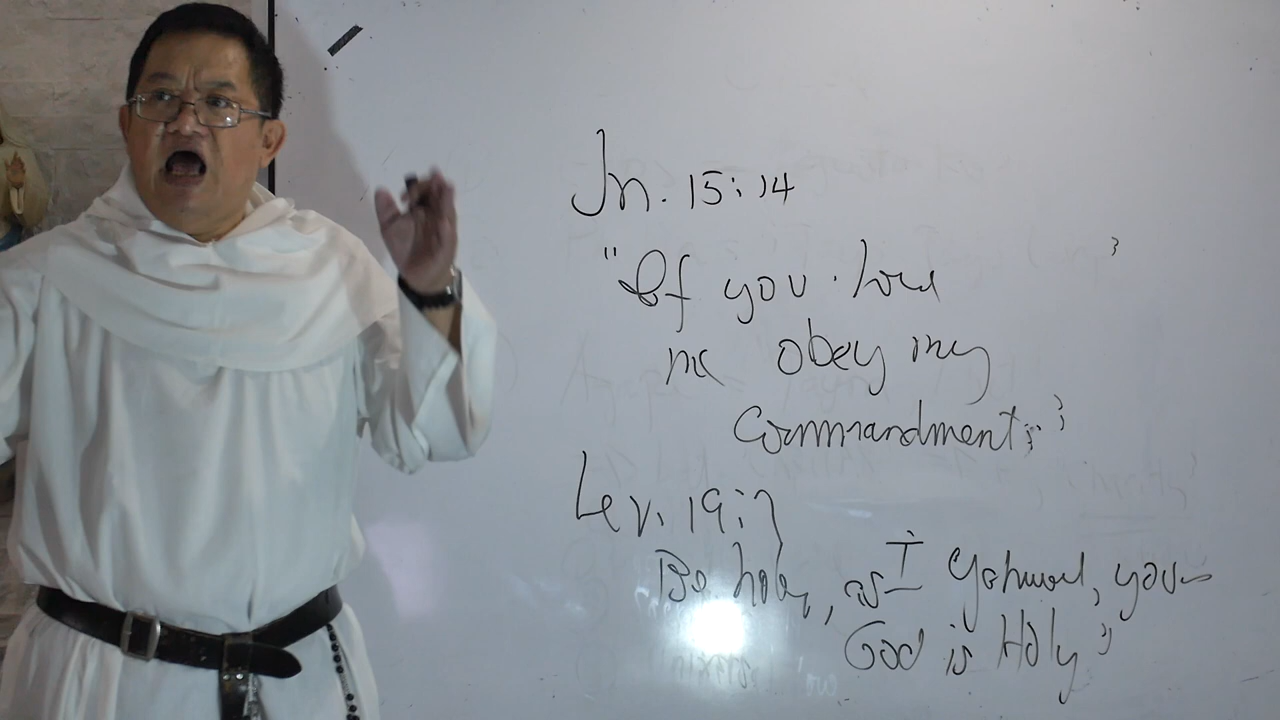 Jn. 15:14
"If you love
me obey my
Commandments"
Lev. 19:2
Be holy, as I Yahweh, your
God is Holy"